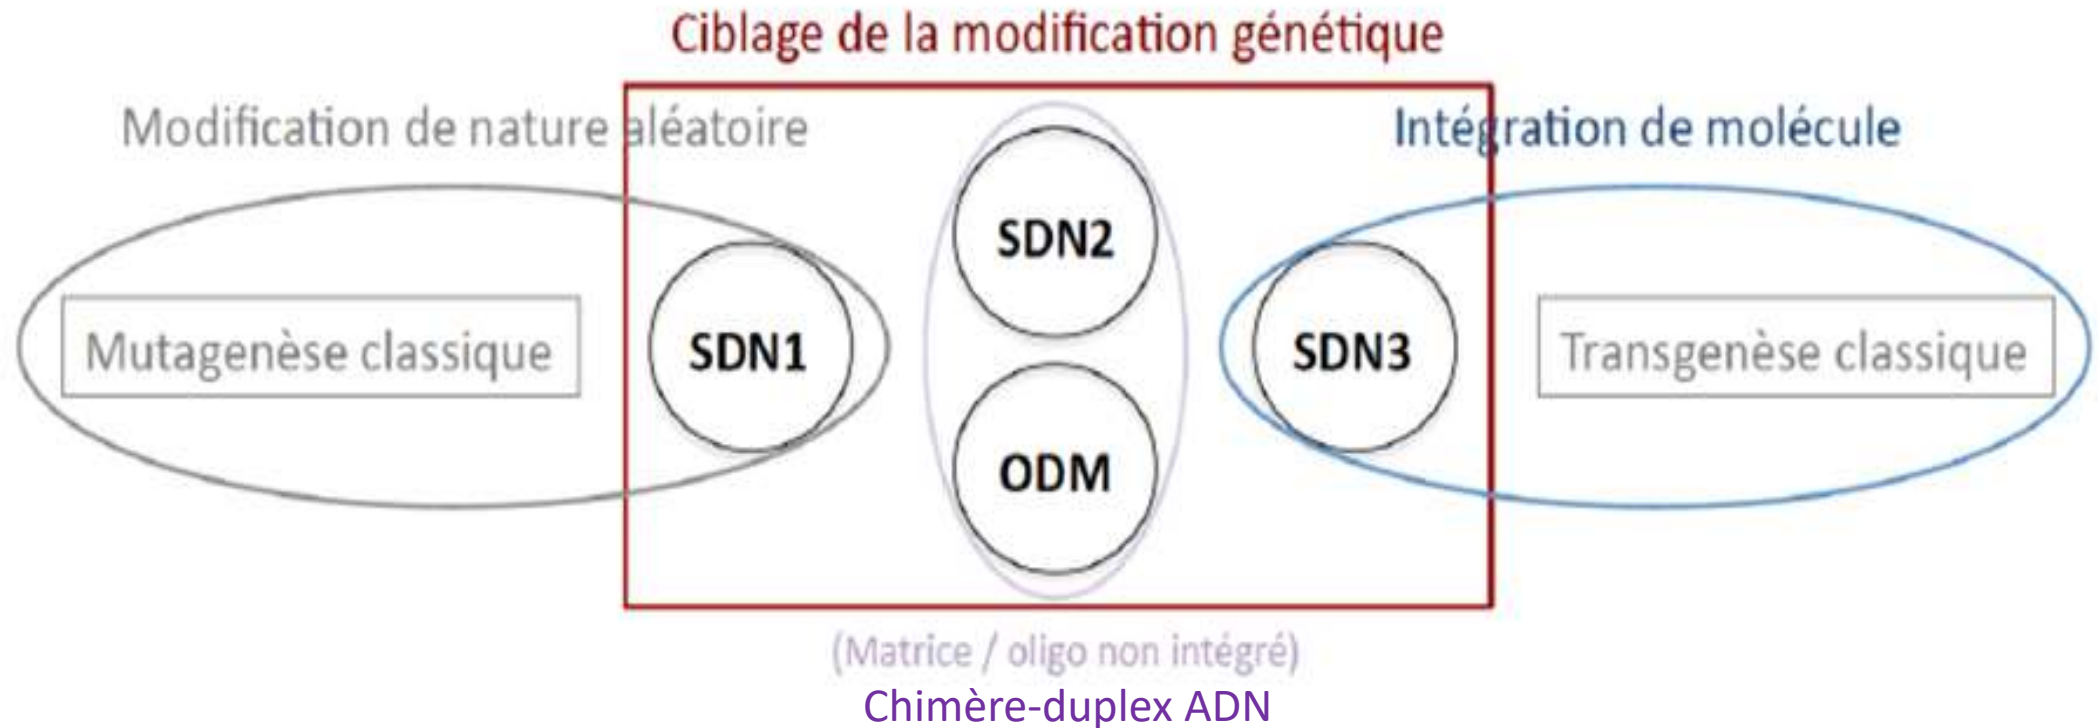 Ciblage de la modification génétique
Modification de nature aléatoire
Intégration de molécule
SDN2
Mutagenèse classique
SDN1
SDN3
Transgenèse classique
ODM
(Matrice / oligo non intégré)
Chimère-duplex ADN